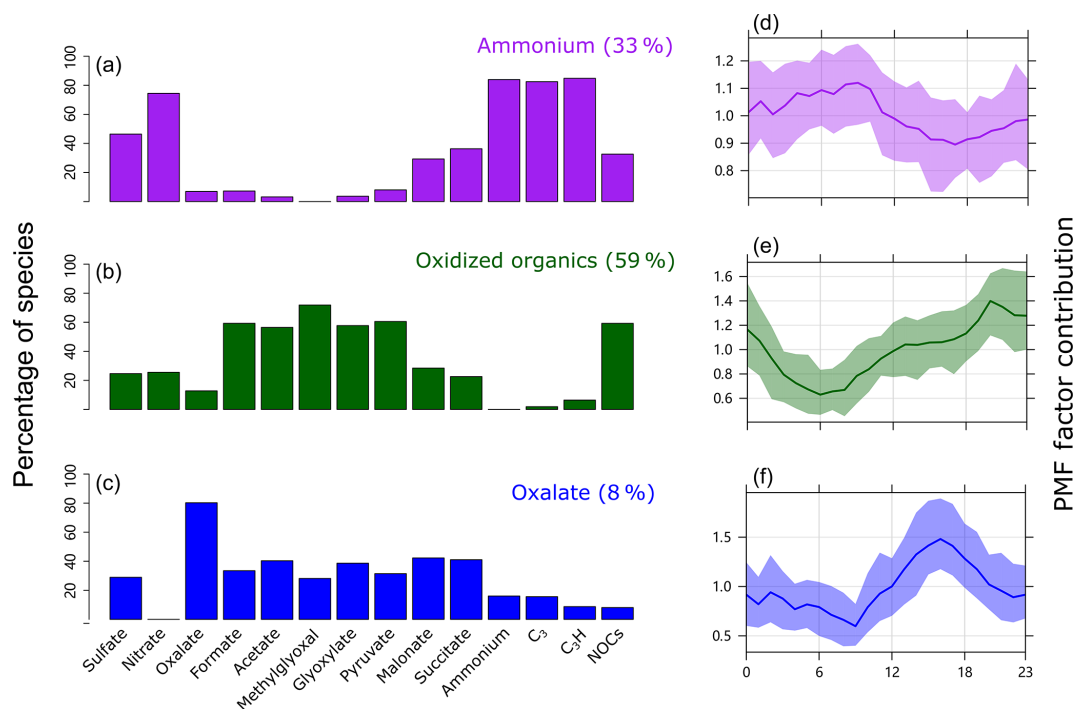 Ammonium (33 %)
(a)
100
80
60
40
20
(d)
1.2
1.1
1.0
0.9
0.8
Percentage of species
Oxidized organics (59 %)
(b)
100
80
60
40
20
(e)
1.6
1.4
1.2
1.0
0.8
0.6
PMF factor contribution
Oxalate (8 %)
(c)
100
80
60
40
20
(f)
1.5
1.0
0.5
Sulfate
Nitrate
Oxalate
Formate
Acetate
Methylglyoxal
Glyoxylate
Pyruvate
Malonate
Succitate
Ammonium
C₃
C₃H
NOCs
0 6 12 18 23